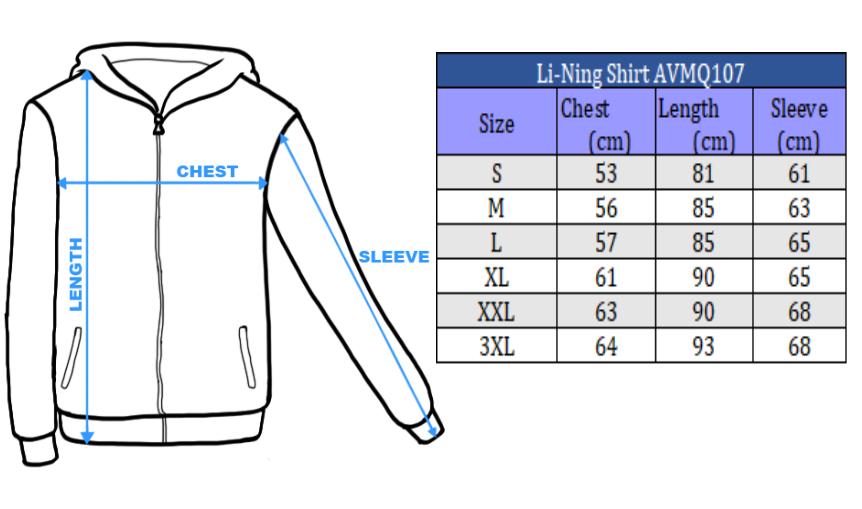 CHEST
LENGTH
SLEEVE
Li-Ning Shirt AVMQ107
Size Chest (cm) Length (cm) Sleeve (cm)
S 53 81 61
M 56 85 63
L 57 85 65
XL 61 90 65
XXL 63 90 68
3XL 64 93 68